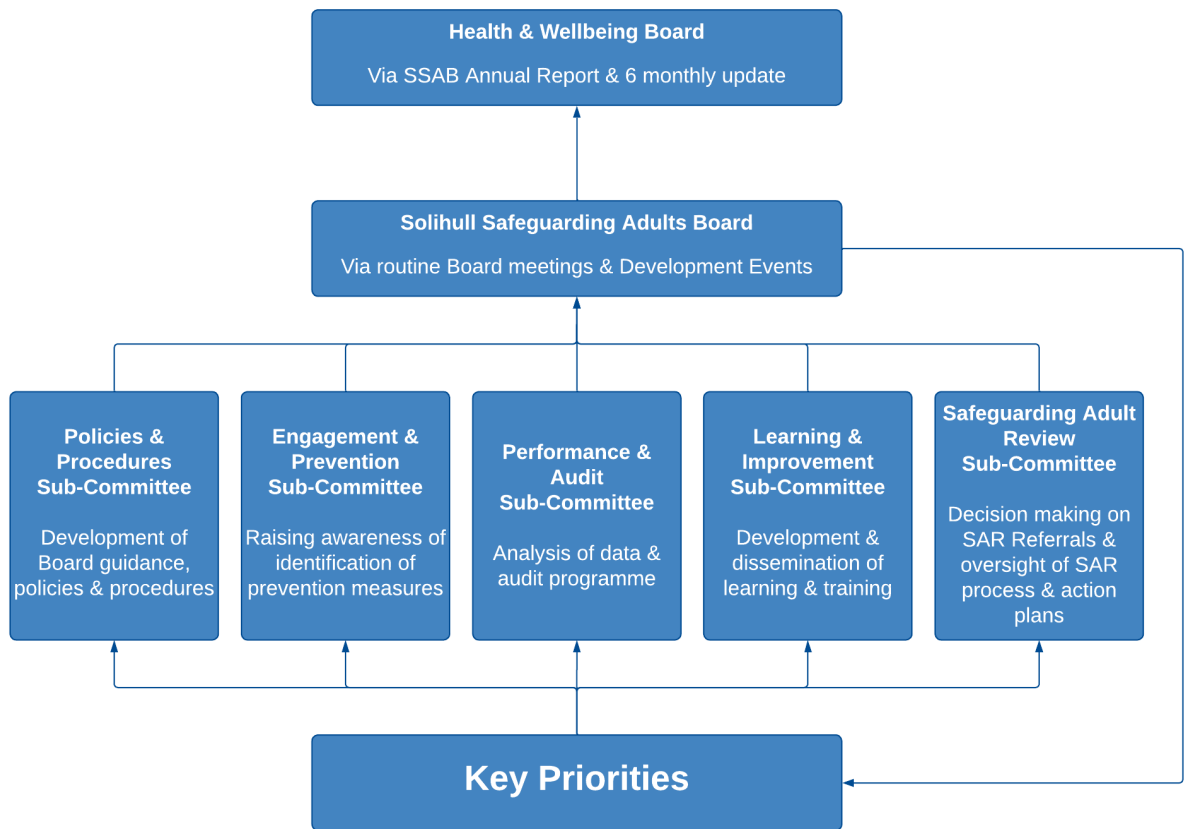 Health & Wellbeing Board
Via SSAB Annual Report & 6 monthly update
Solihull Safeguarding Adults Board
Via routine Board meetings & Development Events
Policies &
Procedures
Sub-Committee
Development of
Board guidance,
policies & procedures
Engagement &
Prevention
Sub-Committee
Raising awareness of
identification of
prevention measures
Performance &
Audit
Sub-Committee
Analysis of data &
audit programme
Learning &
Improvement
Sub-Committee
Development &
dissemination of
learning & training
Safeguarding Adult
Review
Sub-Committee
Decision making on
SAR Referrals &
oversight of SAR
process & action
plans
Key Priorities